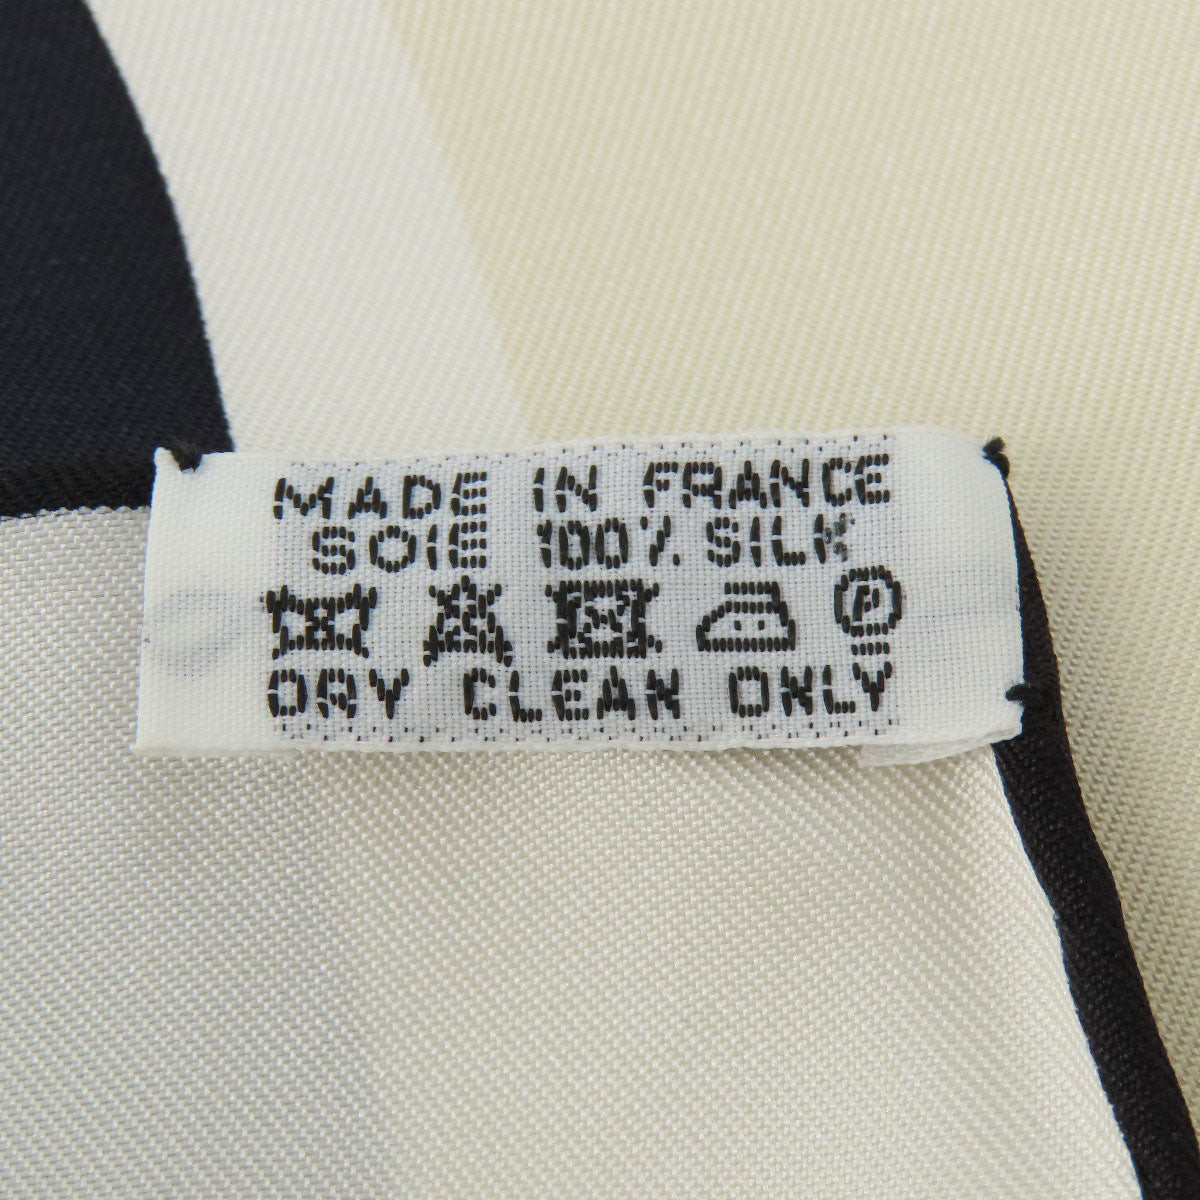 MADE IN FRANCE
SOIE 100% SILK
P
DRY CLEAN ONLY